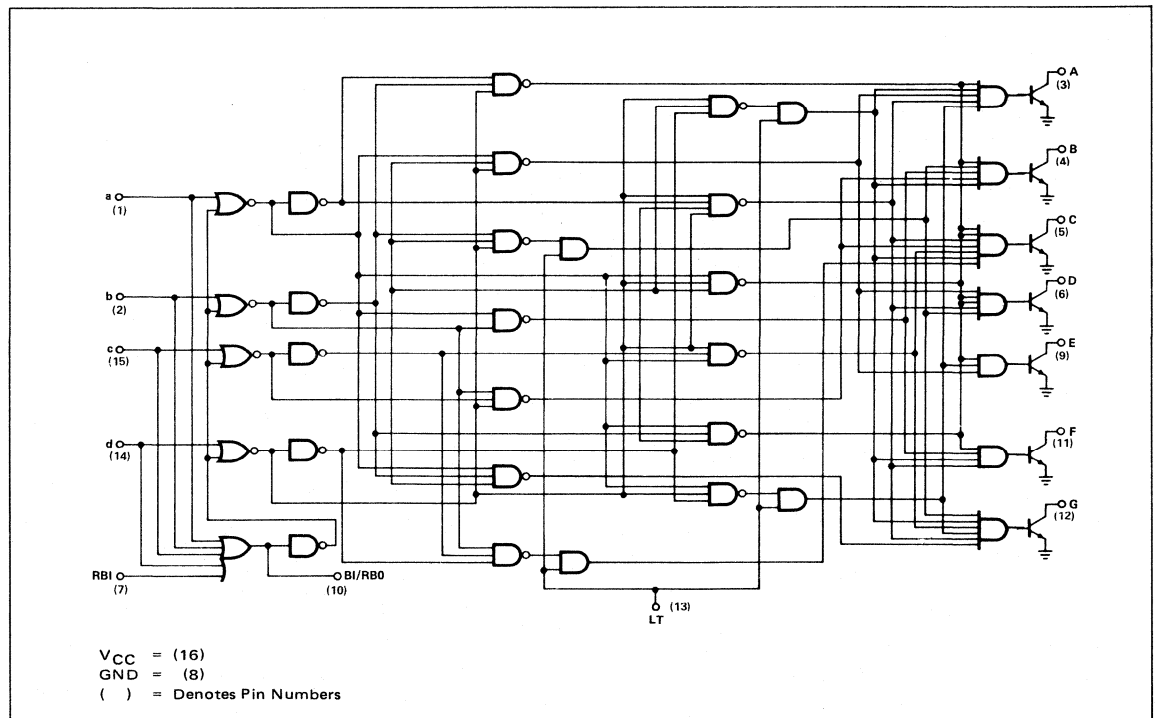 A
(3)
B
(4)
a
(1)
C
(5)
D
(6)
b
(2)
E
(9)
c
(15)
F
(11)
d
(14)
G
(12)
RBI
(7)
BI/RBO
(10)
(13)
LT
VCC = (16)
GND = (8)
( ) = Denotes Pin Numbers